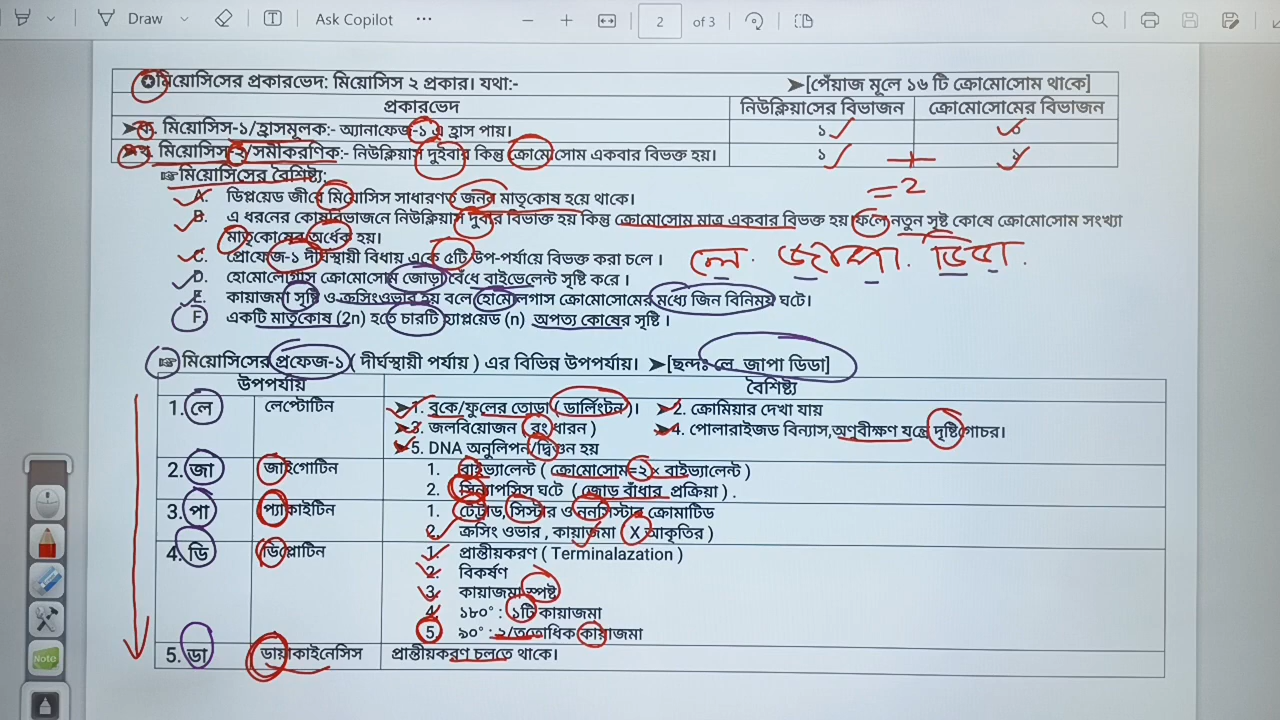 Draw Ask Copilot 2 of 3
✪মিয়োসিসের প্রকারভেদ: মিয়োসিস ২ প্রকার। যথা:- ➤[পেঁয়াজ মূলে ১৬ টি ক্রোমোসোম থাকে]
প্রকারভেদ নিউক্লিয়াসের বিভাজন ক্রোমোসোমের বিভাজন
➤ক. মিয়োসিস-১/হ্রাসমূলক:- অ্যানাফেজ-১ এ হ্রাস পায়। ১
➤খ. মিয়োসিস-২/সমীকরণিক:- নিউক্লিয়াস দুইবার কিন্তু ক্রোমোসোম একবার বিভক্ত হয়। ১ ১
=2
☞মিয়োসিসের বৈশিষ্ট্য:
A. ডিপ্লয়েড জীবে মিয়োসিস সাধারণত জনন মাতৃকোষ হয়ে থাকে।
B. এ ধরনের কোষবিভাজনে নিউক্লিয়াস দুবার বিভাক্ত হয় কিন্তু ক্রোমোসোম মাত্র একবার বিভক্ত হয়।ফলে নতুন সৃষ্ট কোষে ক্রোমোসোম সংখ্যা
মাতৃকোষের অর্ধেক হয়।
C. প্রোফেজ-১ দীর্ঘস্থায়ী বিধায় একে ৫টি উপ-পর্যায়ে বিভক্ত করা চলে।
লে. জাপা. ডিডা.
D. হোমোলোগাস ক্রোমোসোম জোড়া বেঁধে বাইভেলেন্ট সৃষ্টি করে।
E. কায়াজমা সৃষ্টি ও ক্রসিংওভার হয় বলে হোমোলগাস ক্রোমোসোমের মধ্যে জিন বিনিময় ঘটে।
F. একটি মাতৃকোষ (2n) হতে চারটি হ্যাপ্লয়েড (n) অপত্য কোষের সৃষ্টি।
☞মিয়োসিসের প্রফেজ-১ ( দীর্ঘস্থায়ী পর্যায় ) এর বিভিন্ন উপপর্যায়। ➤[ছন্দঃ লে জাপা ডিডা]
উপপর্যায় বৈশিষ্ট্য
1. লে লেপ্টোটিন ➤1. বুকে/ফুলের তোড়া ( ডার্লিংটন )। ➤2. ক্রোমিয়ার দেখা যায়
➤3. জলবিয়োজন ( রং ধারন ) ➤4. পোলারাইজড বিন্যাস,অণুবীক্ষণ যন্ত্রে দৃষ্টিগোচর।
➤5. DNA অনুলিপন/দ্বিগুন হয়
2. জা জাইগোটিন 1. বাইভ্যালেন্ট ( ক্রোমোসোম=২ × বাইভ্যালেন্ট )
2. সিন্যাপসিস ঘটে ( জোড় বাঁধার প্রক্রিয়া ) .
3. পা প্যাকাইটিন 1. টেট্রাড, সিস্টার ও ননসিস্টার ক্রোমাটিড
2. ক্রসিং ওভার , কায়াজমা ( X আকৃতির )
4. ডি ডিপ্লোটিন 1. প্রান্তীয়করণ ( Terminalazation )
2. বিকর্ষণ
3. কায়াজমা স্পষ্ট
4. ১৮০° : ১টি কায়াজমা
5. ৯০° : ২/ততোধিক কায়াজমা
5. ডা ডায়াকাইনেসিস প্রান্তীয়করণ চলতে থাকে।
Note